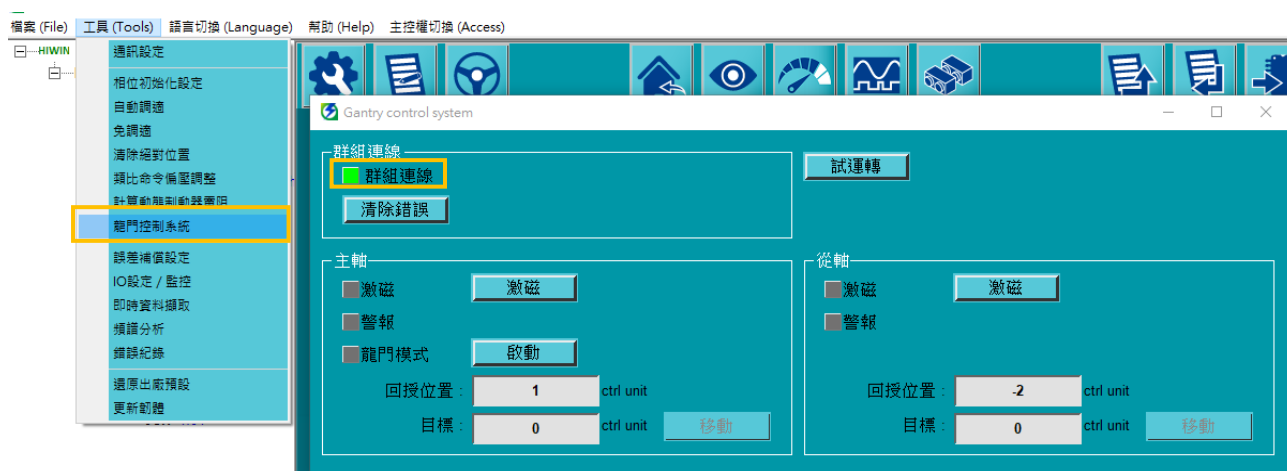 檔案 (File) 工具 (Tools) 語言切換 (Language) 幫助 (Help) 主控權切換 (Access)
HIWIN
通訊設定
相位初始化設定
自動調適
免調適
清除絕對位置
類比命令偏壓調整
計算動態制動器電阻
龍門控制系統
誤差補償設定
IO設定 / 監控
即時資料擷取
頻譜分析
錯誤紀錄
還原出廠預設
更新韌體
Gantry control system
群組連線
群組連線
清除錯誤
試運轉
主軸
激磁 激磁
警報
龍門模式 啟動
回授位置 : 1 ctrl unit
目標 : 0 ctrl unit 移動
從軸
激磁 激磁
警報
回授位置 : -2 ctrl unit
目標 : 0 ctrl unit 移動